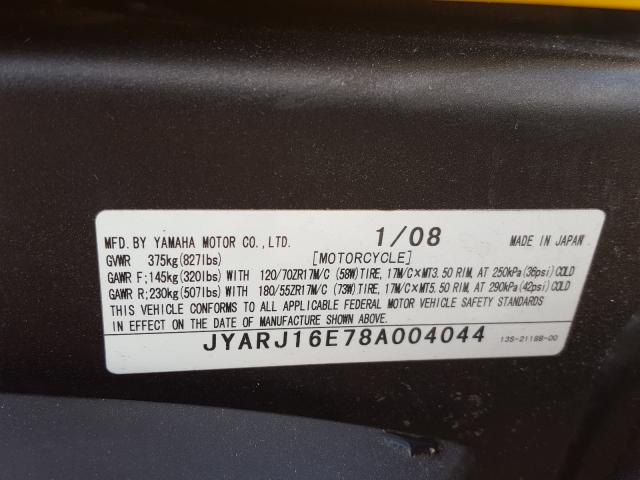 MFD. BY YAMAHA MOTOR CO., LTD. 1/08 MADE IN JAPAN
GVWR 375kg(827lbs) [MOTORCYCLE]
GAWR F;145kg(320lbs) WITH 120/70ZR17M/C (58W)TIRE, 17M/C×MT3.50 RIM, AT 250kPa(36psi)COLD
GAWR R;230kg(507lbs) WITH 180/55ZR17M/C (73W)TIRE, 17M/C×MT5.50 RIM, AT 290kPa(42psi)COLD
THIS VEHICLE CONFORMS TO ALL APPLICABLE FEDERAL MOTOR VEHICLE SAFETY STANDARDS
IN EFFECT ON THE DATE OF MANUFACTURE SHOWN ABOVE.
JYARJ16E78A004044 13S-2118B-00